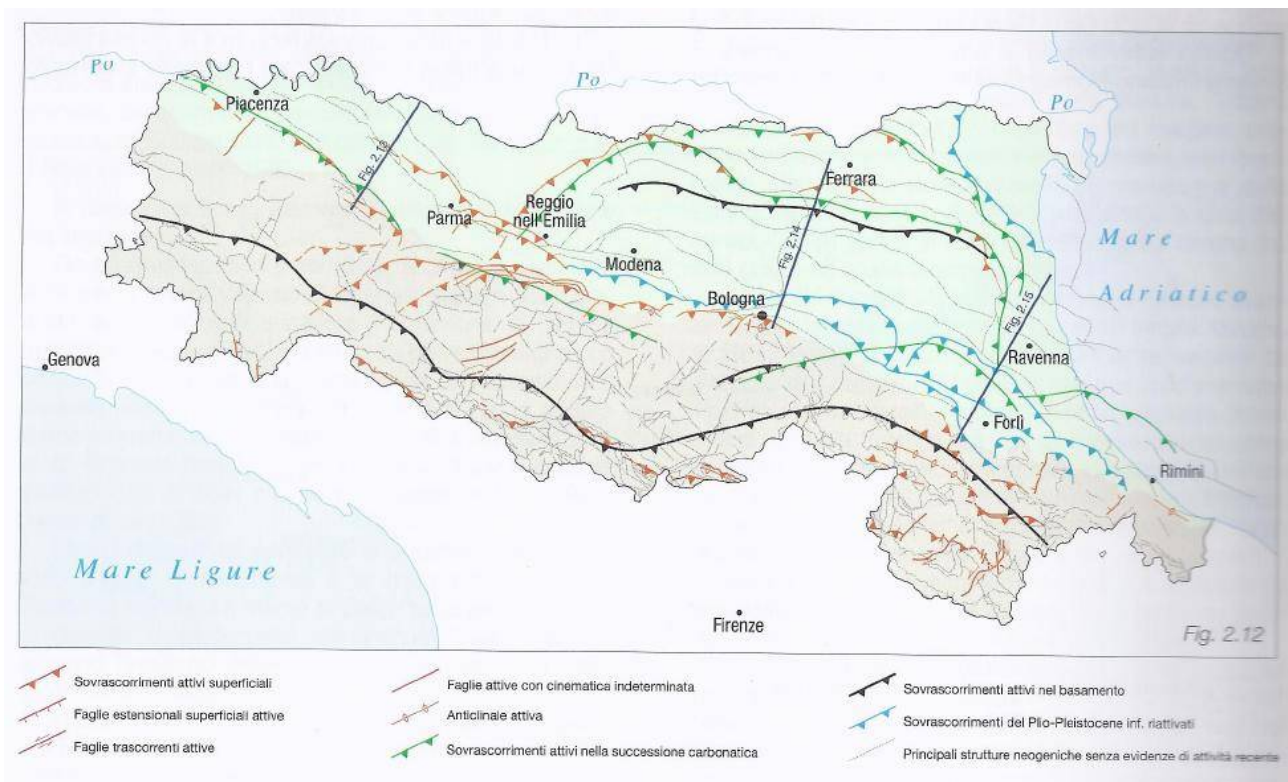 Po
Po
Po
Piacenza
Fig. 2.13
Ferrara
Parma
Reggio
nell'Emilia
Modena
Fig. 2.14
Mare
Adriatico
Bologna
Fig. 2.15
Ravenna
Genova
Forlì
Rimini
Mare Ligure
Firenze
Fig. 2.12
Sovrascorrimenti attivi superficiali
Faglie estensionali superficiali attive
Faglie trascorrenti attive
Faglie attive con cinematica indeterminata
Anticlinale attiva
Sovrascorrimenti attivi nella successione carbonatica
Sovrascorrimenti attivi nel basamento
Sovrascorrimenti del Plio-Pleistocene inf. riattivati
Principali strutture neogeniche senza evidenze di attività recente